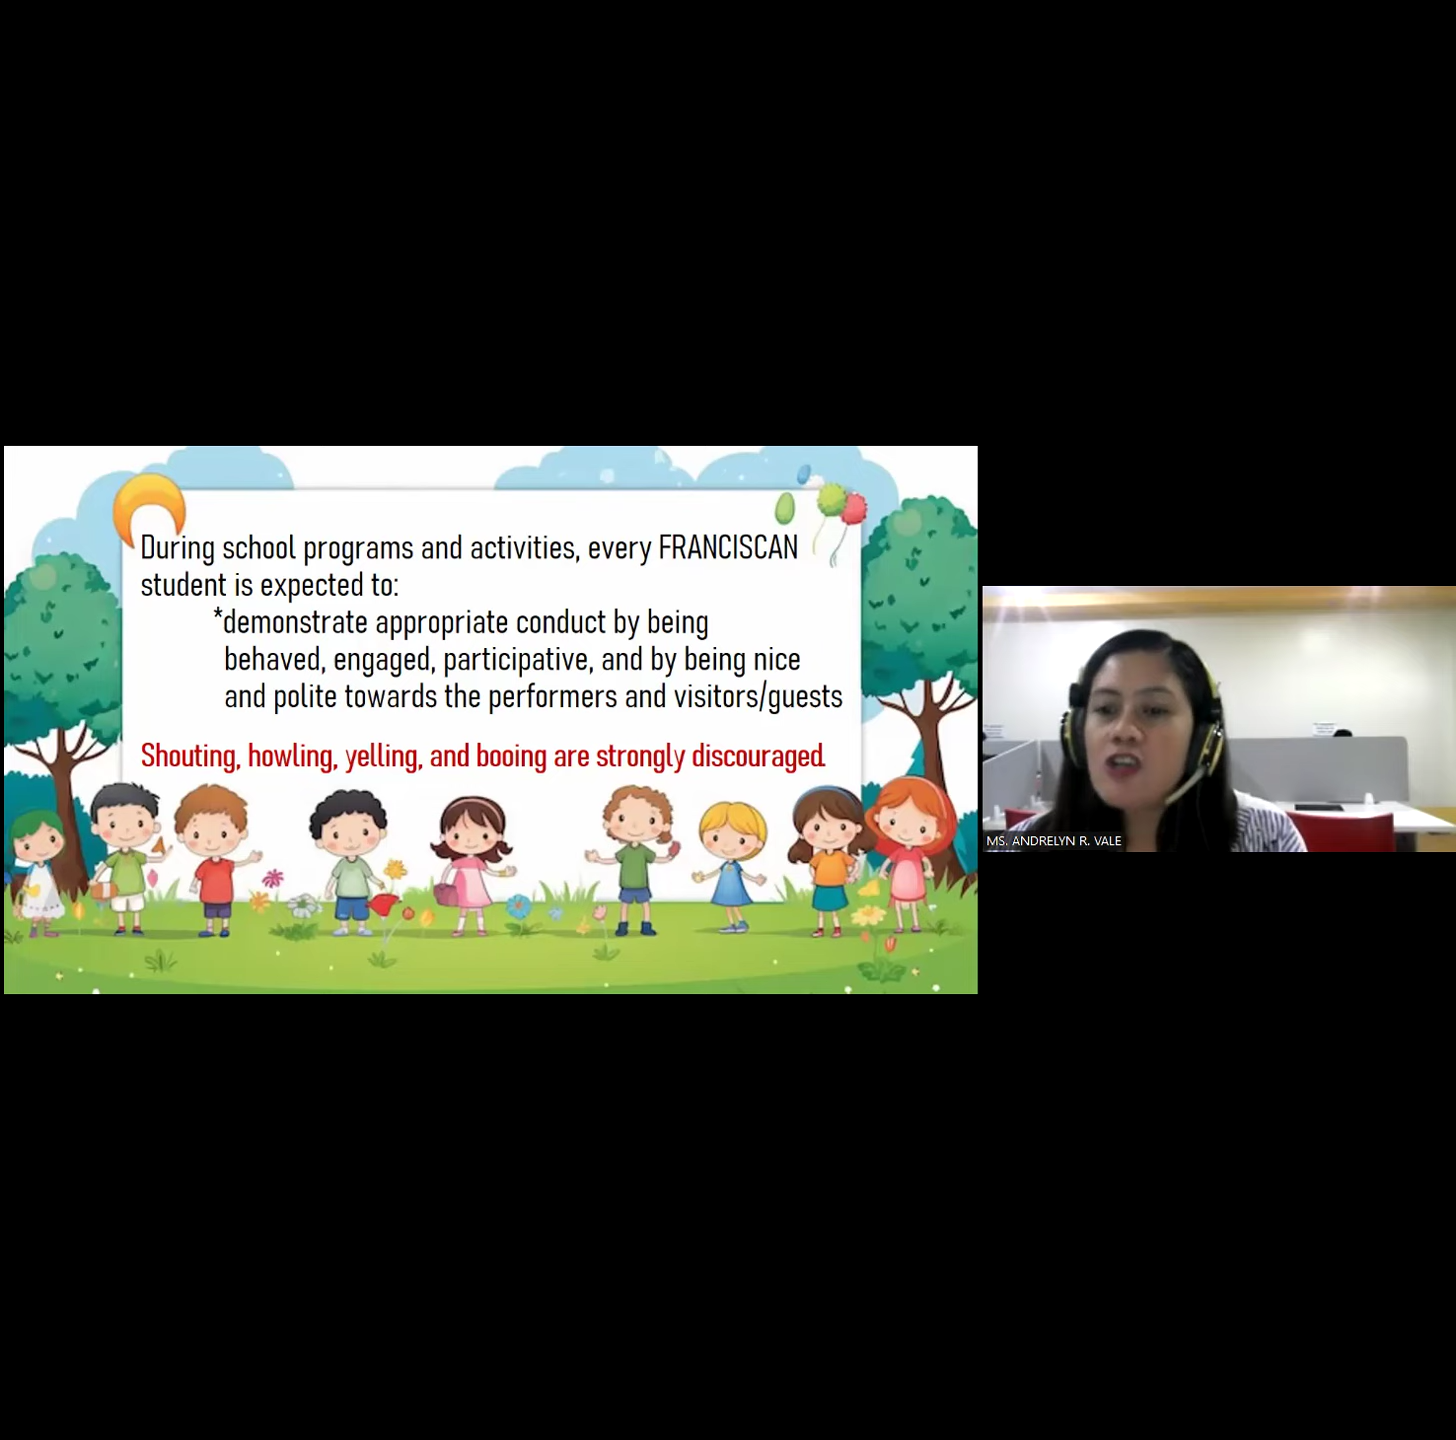 During school programs and activities, every FRANCISCAN
student is expected to:
*demonstrate appropriate conduct by being
behaved, engaged, participative, and by being nice
and polite towards the performers and visitors/guests
Shouting, howling, yelling, and booing are strongly discouraged.
MS. ANDRELYN R. VALE